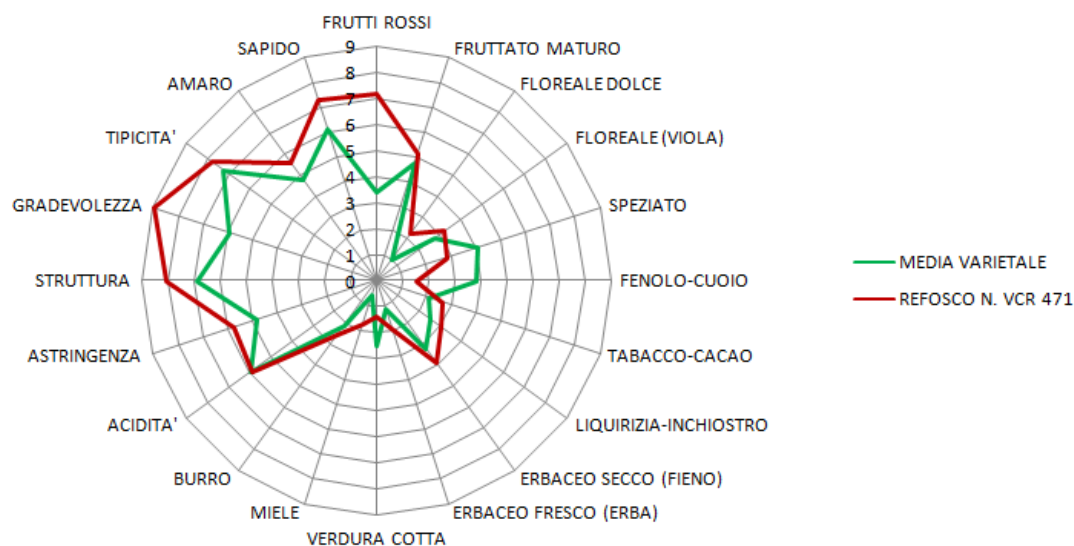 FRUTTI ROSSI
FRUTTATO MATURO
FLOREALE DOLCE
FLOREALE (VIOLA)
SPEZIATO
FENOLO-CUOIO
TABACCO-CACAO
LIQUIRIZIA-INCHIOSTRO
ERBACEO SECCO (FIENO)
ERBACEO FRESCO (ERBA)
VERDURA COTTA
MIELE
BURRO
ACIDITA'
ASTRINGENZA
STRUTTURA
GRADEVOLEZZA
TIPICITA'
AMARO
SAPIDO
9
8
7
6
5
4
3
2
1
0
MEDIA VARIETALE
REFOSCO N. VCR 471